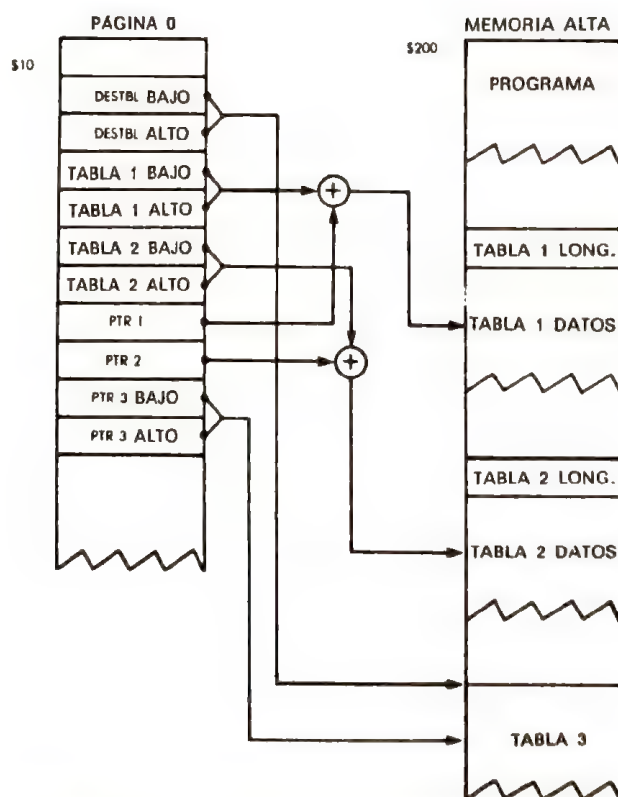 PÁGINA 0
$10
DESTBL BAJO
DESTBL ALTO
TABLA 1 BAJO
TABLA 1 ALTO
TABLA 2 BAJO
TABLA 2 ALTO
PTR 1
PTR 2
PTR 3 BAJO
PTR 3 ALTO
+
+
MEMORIA ALTA
$200
PROGRAMA
TABLA 1 LONG.
TABLA 1 DATOS
TABLA 2 LONG.
TABLA 2 DATOS
TABLA 3